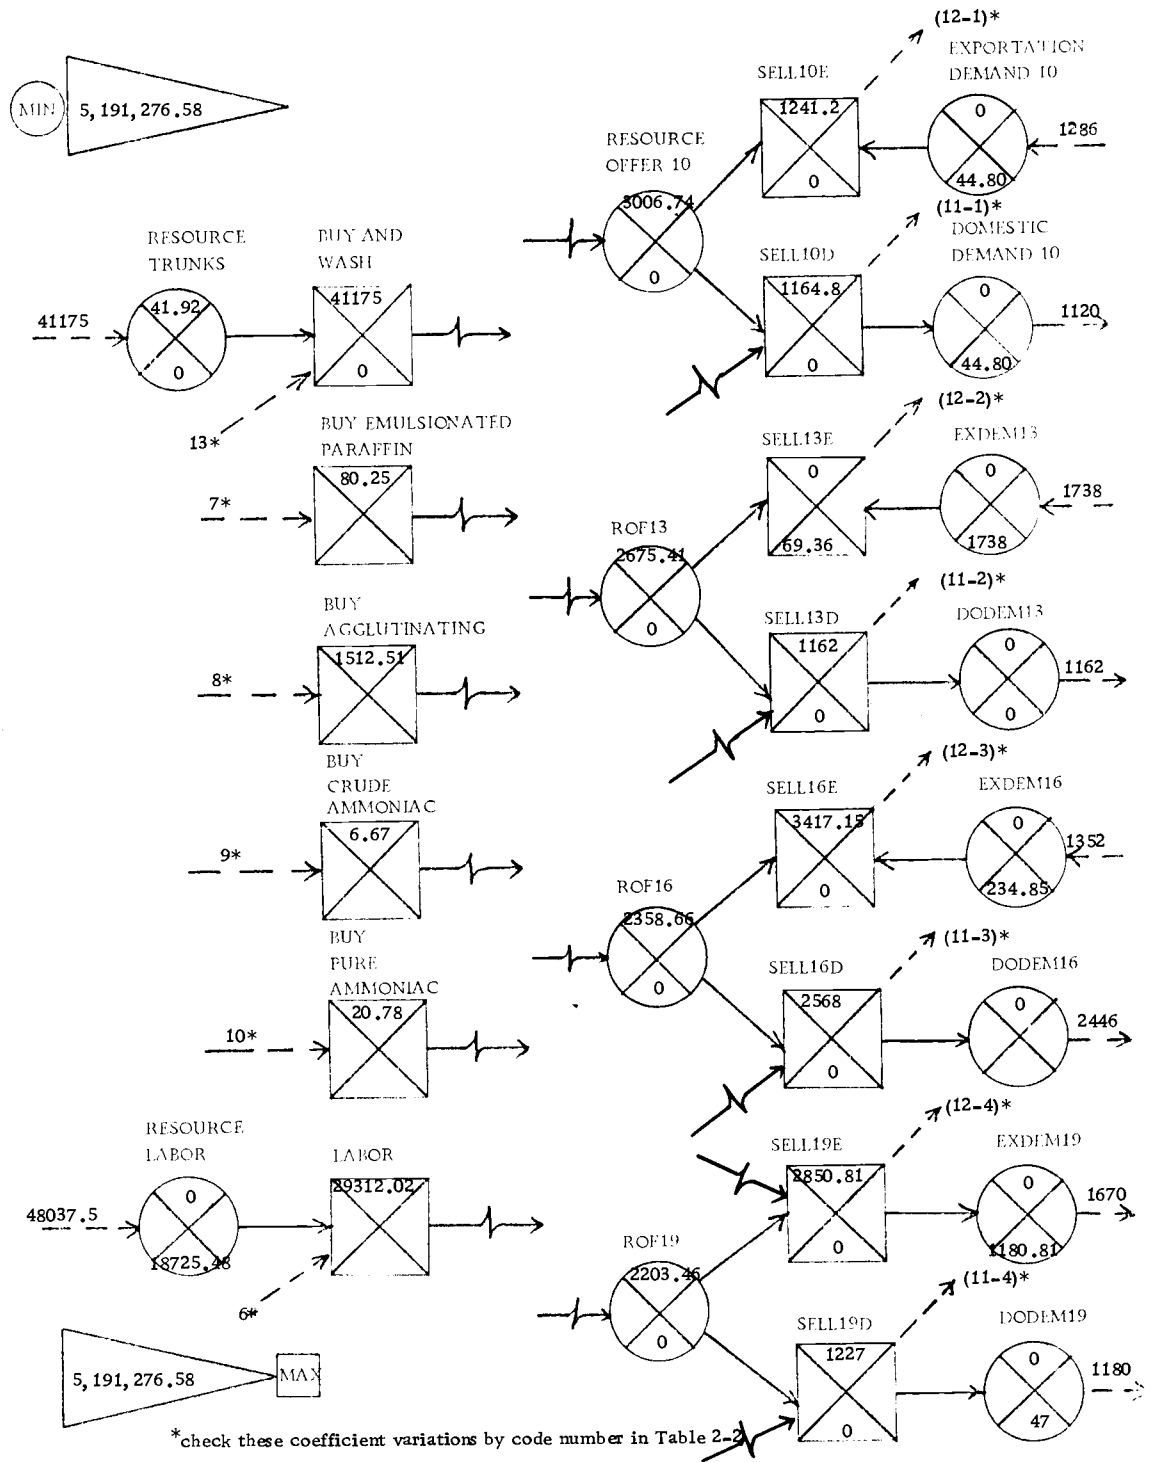 MIN
5,191,276.58
RESOURCE
TRUNKS
41175
41.92
0
BUY AND
WASH
41175
0
13*
BUY EMULSIONATED
PARAFFIN
80.25
7*
BUY
AGGLUTINATING
1512.51
8*
BUY
CRUDE
AMMONIAC
6.67
9*
BUY
PURE
AMMONIAC
20.78
10*
RESOURCE
LABOR
48037.5
0
18725.48
LABOR
29312.02
6*
5,191,276.58
MAX
RESOURCE
OFFER 10
3006.74
0
SELL10E
1241.2
0
(12-1)*
EXPORTATION
DEMAND 10
0
44.80
1286
SELL10D
1164.8
0
(11-1)*
DOMESTIC
DEMAND 10
0
44.80
1120
ROF13
2675.41
0
SELL13E
0
69.36
(12-2)*
EXDEM13
0
1738
1738
SELL13D
1162
0
(11-2)*
DODEM13
0
0
1162
ROF16
2358.66
0
SELL16E
3417.15
0
(12-3)*
EXDEM16
0
234.85
1352
SELL16D
2568
0
(11-3)*
DODEM16
0
2446
ROF19
2203.46
0
SELL19E
2850.81
0
(12-4)*
EXDEM19
0
1180.81
1670
SELL19D
1227
0
(11-4)*
DODEM19
0
47
1180
*check these coefficient variations by code number in Table 2-2